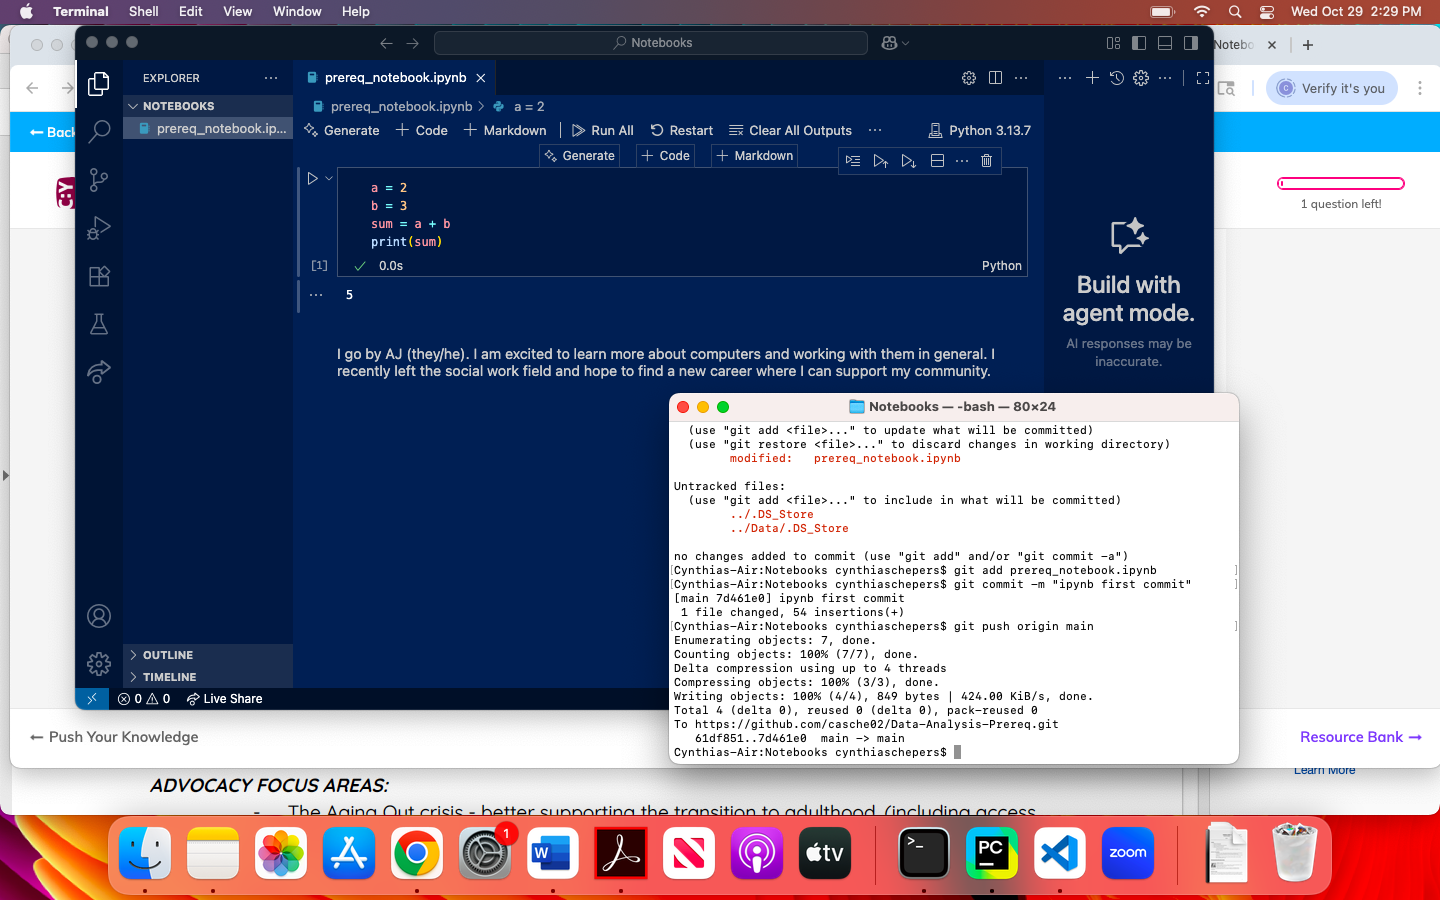 Terminal Shell Edit View Window Help Wed Oct 29 2:29 PM
Notebooks
Notebo
EXPLORER
prereq_notebook.ipynb
Verify it's you
NOTEBOOKS
prereq_notebook.ip...
prereq_notebook.ipynb > a = 2
← Back
Generate + Code + Markdown Run All Restart Clear All Outputs ... Python 3.13.7
Generate + Code + Markdown
a = 2
b = 3
sum = a + b
print(sum)
[1] ✓ 0.0s Python
5
1 question left!
Build with
agent mode.
AI responses may be
inaccurate.
I go by AJ (they/he). I am excited to learn more about computers and working with them in general. I
recently left the social work field and hope to find a new career where I can support my community.
Notebooks — -bash — 80×24
(use "git add <file>..." to update what will be committed)
(use "git restore <file>..." to discard changes in working directory)
modified: prereq_notebook.ipynb
Untracked files:
(use "git add <file>..." to include in what will be committed)
../.DS_Store
../Data/.DS_Store
no changes added to commit (use "git add" and/or "git commit -a")
[Cynthias-Air:Notebooks cynthiaschepers$ git add prereq_notebook.ipynb ]
[Cynthias-Air:Notebooks cynthiaschepers$ git commit -m "ipynb first commit" ]
[main 7d461e0] ipynb first commit
1 file changed, 54 insertions(+)
[Cynthias-Air:Notebooks cynthiaschepers$ git push origin main ]
Enumerating objects: 7, done.
Counting objects: 100% (7/7), done.
Delta compression using up to 4 threads
Compressing objects: 100% (3/3), done.
Writing objects: 100% (4/4), 849 bytes | 424.00 KiB/s, done.
Total 4 (delta 0), reused 0 (delta 0), pack-reused 0
To https://github.com/casche02/Data-Analysis-Prereq.git
61df851..7d461e0 main -> main
Cynthias-Air:Notebooks cynthiaschepers$
OUTLINE
TIMELINE
0 0 Live Share
← Push Your Knowledge
Resource Bank →
Learn More
ADVOCACY FOCUS AREAS:
- The Aging Out crisis - better supporting the transition to adulthood (including access
1
W
PC
tv
zoom